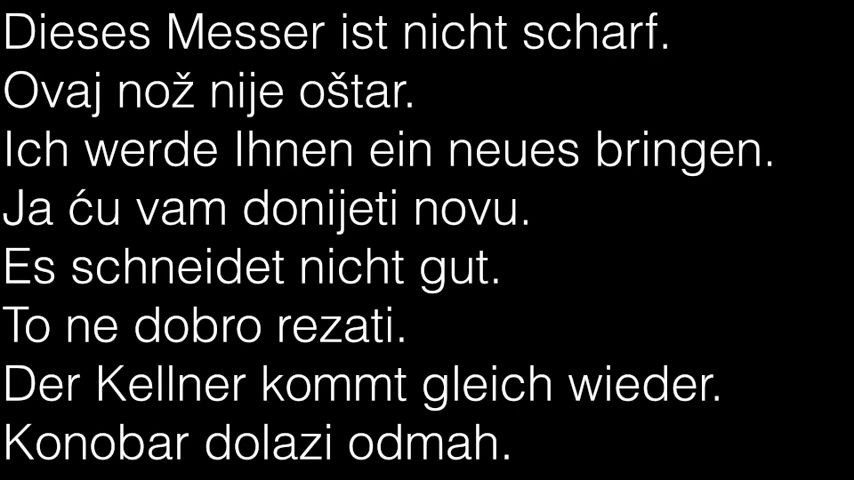 Dieses Messer ist nicht scharf.
Ovaj nož nije oštar.
Ich werde Ihnen ein neues bringen.
Ja ću vam donijeti novu.
Es schneidet nicht gut.
To ne dobro rezati.
Der Kellner kommt gleich wieder.
Konobar dolazi odmah.